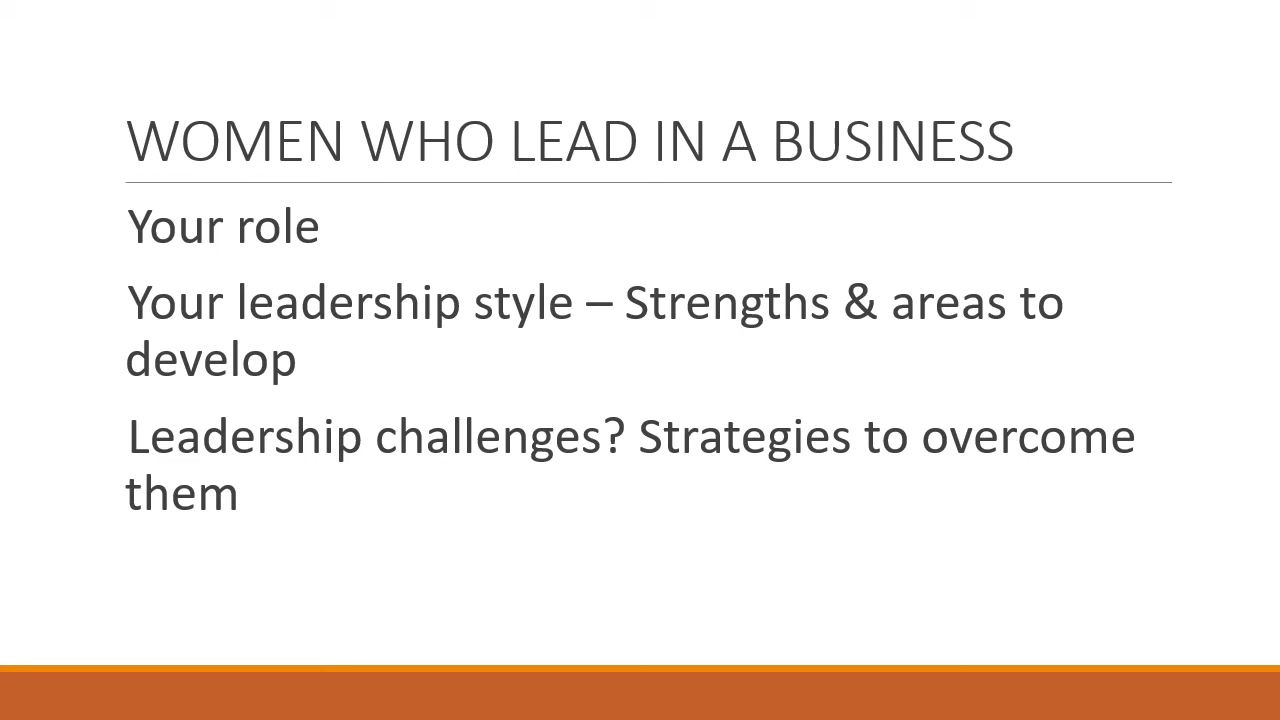 WOMEN WHO LEAD IN A BUSINESS
Your role
Your leadership style – Strengths & areas to
develop
Leadership challenges? Strategies to overcome
them